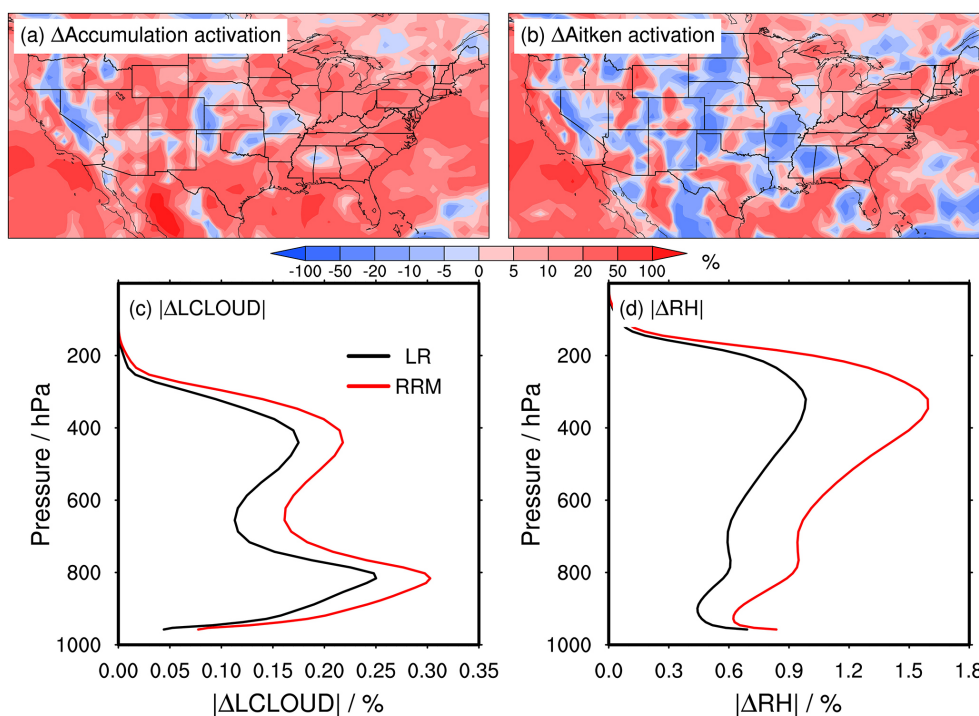 (a) ΔAccumulation activation
(b) ΔAitken activation
-100 -50 -20 -10 -5 0 5 10 20 50 100 %
(c) |ΔLCLOUD|
LR
RRM
200
400
600
800
1000
Pressure / hPa
0.00 0.05 0.10 0.15 0.20 0.25 0.30 0.35
|ΔLCLOUD| / %
(d) |ΔRH|
200
400
600
800
1000
Pressure / hPa
0.0 0.3 0.6 0.9 1.2 1.5 1.8
|ΔRH| / %